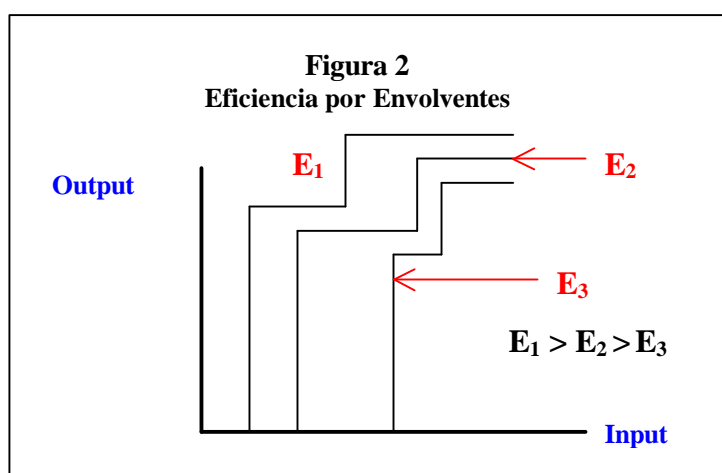 Figura 2
Eficiencia por Envolventes
E₁
E₂
Output
E₃
E₁ > E₂ > E₃
Input